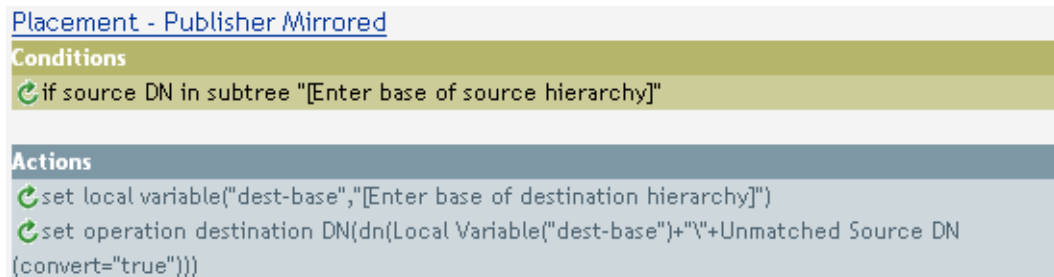 Placement - Publisher Mirrored
Conditions
if source DN in subtree "[Enter base of source hierarchy]"
Actions
set local variable("dest-base","[Enter base of destination hierarchy]")
set operation destination DN(dn(Local Variable("dest-base")+"\"+Unmatched Source DN
(convert="true")))